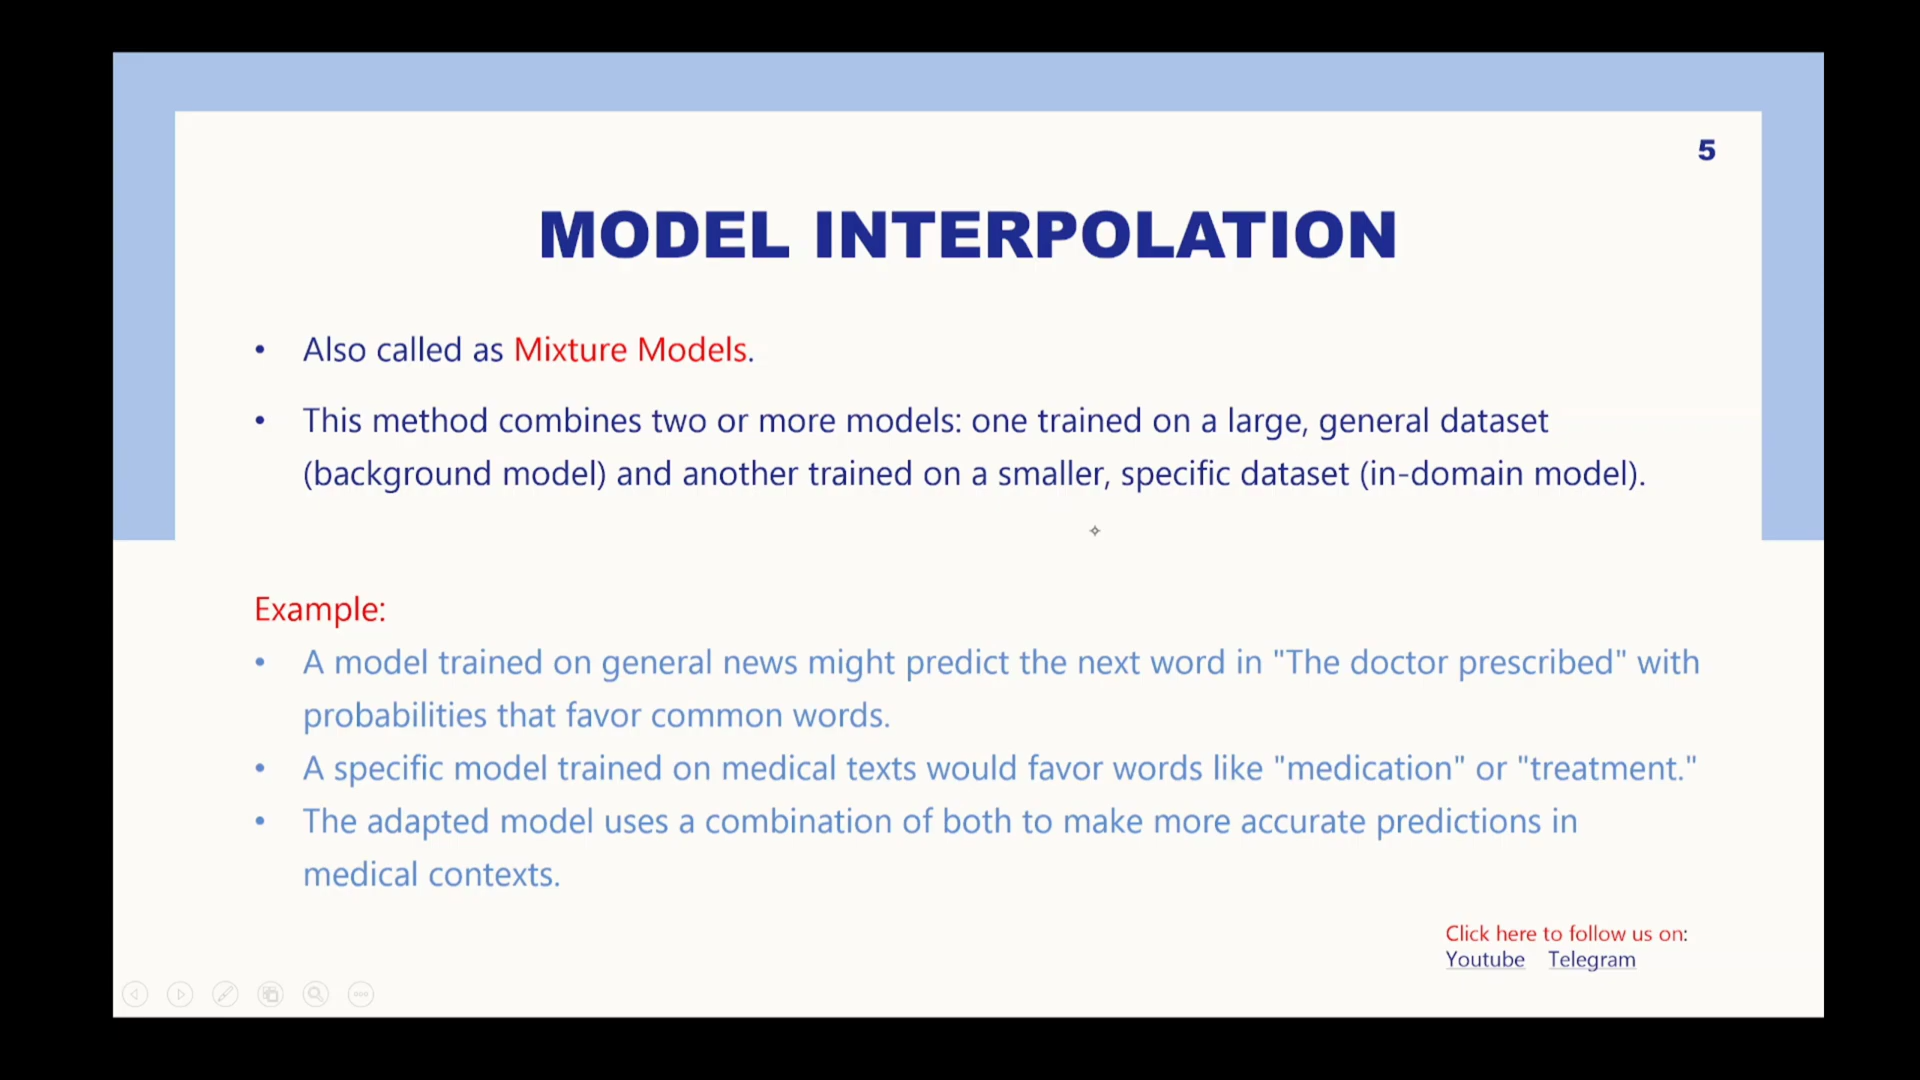 5
MODEL INTERPOLATION
• Also called as Mixture Models.
• This method combines two or more models: one trained on a large, general dataset
(background model) and another trained on a smaller, specific dataset (in-domain model).
Example:
• A model trained on general news might predict the next word in "The doctor prescribed" with
probabilities that favor common words.
• A specific model trained on medical texts would favor words like "medication" or "treatment."
• The adapted model uses a combination of both to make more accurate predictions in
medical contexts.
Click here to follow us on:
Youtube Telegram